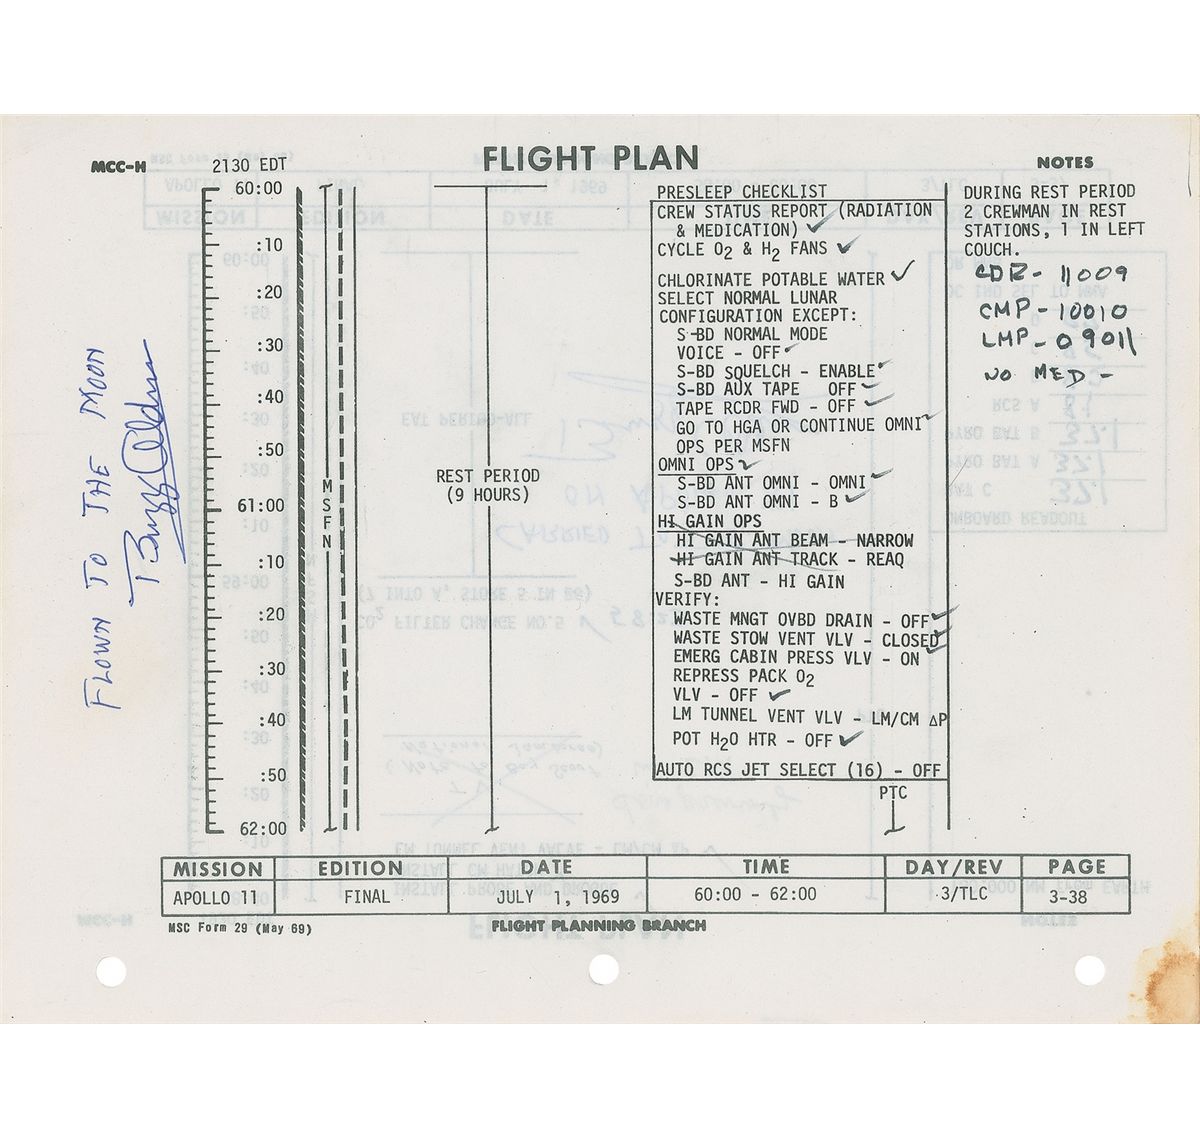 MCC-H
2130 EDT
FLIGHT PLAN
NOTES
60:00
:10
:20
:30
:40
:50
61:00
:10
:20
:30
:40
:50
62:00
MSFN
REST PERIOD
(9 HOURS)
PRESLEEP CHECKLIST
CREW STATUS REPORT (RADIATION
& MEDICATION) ✓
CYCLE O2 & H2 FANS ✓
CHLORINATE POTABLE WATER ✓
SELECT NORMAL LUNAR
CONFIGURATION EXCEPT:
S-BD NORMAL MODE
VOICE - OFF ✓
S-BD SQUELCH - ENABLE ✓
S-BD AUX TAPE OFF ✓
TAPE RCDR FWD - OFF ✓
GO TO HGA OR CONTINUE OMNI ✓
OPS PER MSFN
OMNI OPS ✓
S-BD ANT OMNI - OMNI ✓
S-BD ANT OMNI - B ✓
HI GAIN OPS
HI GAIN ANT BEAM - NARROW
HI GAIN ANT TRACK - REAQ
S-BD ANT - HI GAIN
VERIFY:
WASTE MNGT OVBD DRAIN - OFF ✓
WASTE STOW VENT VLV - CLOSED ✓
EMERG CABIN PRESS VLV - ON ✓
REPRESS PACK O2
VLV - OFF ✓
LM TUNNEL VENT VLV - LM/CM ΔP
POT H2O HTR - OFF ✓
AUTO RCS JET SELECT (16) - OFF
PTC
DURING REST PERIOD
2 CREWMAN IN REST
STATIONS, 1 IN LEFT
COUCH.
CDR - 11009
CMP - 10010
LMP - 09011
NO MED -
FLOWN TO THE MOON
Buzz Aldrin
MISSION EDITION DATE TIME DAY/REV PAGE
APOLLO 11 FINAL JULY 1, 1969 60:00 - 62:00 3/TLC 3-38
MSC Form 29 (May 69)
FLIGHT PLANNING BRANCH